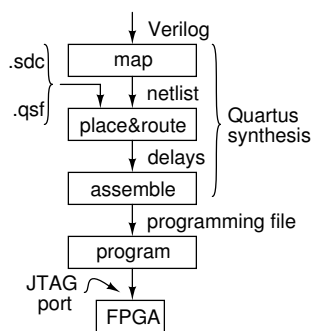 Verilog
.sdc
map
netlist
.qsf
place&route
Quartus
synthesis
delays
assemble
programming file
program
JTAG
port
FPGA